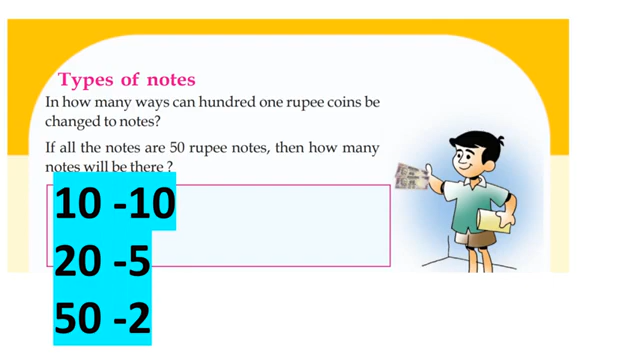 Types of notes
In how many ways can hundred one rupee coins be
changed to notes?
If all the notes are 50 rupee notes, then how many
notes will be there ?
10 -10
20 -5
50 -2